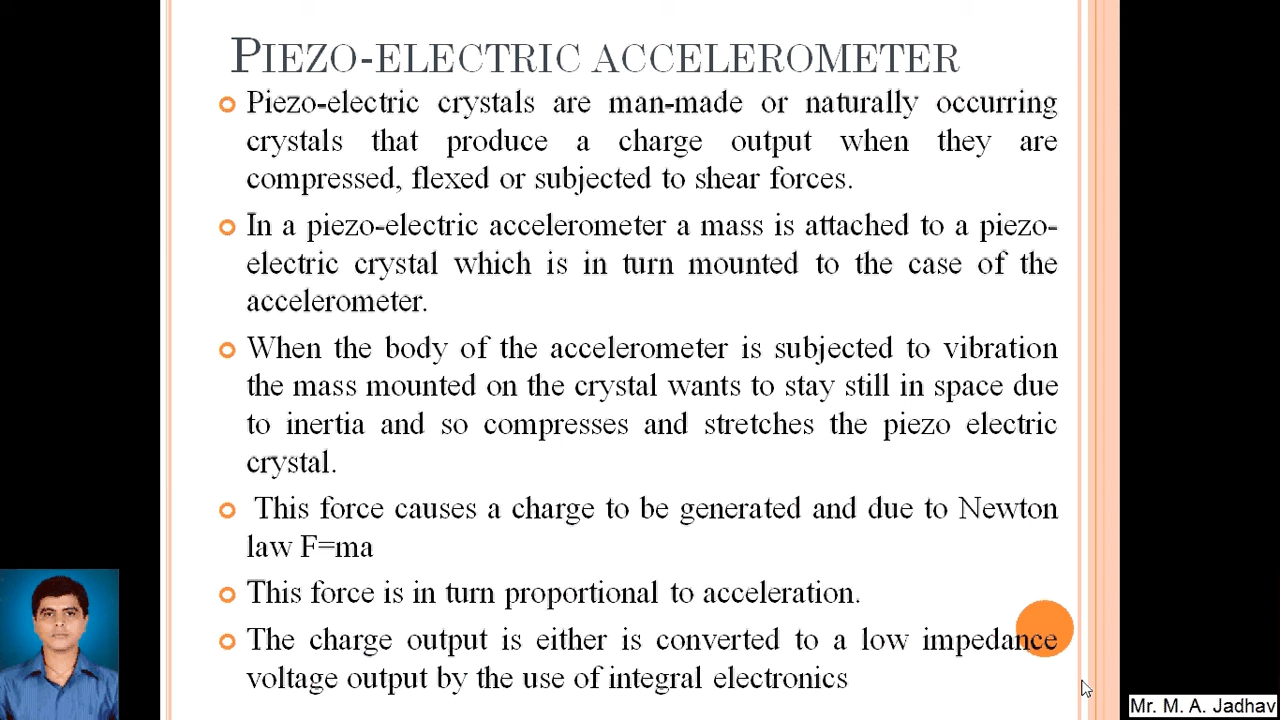 PIEZO-ELECTRIC ACCELEROMETER
Piezo-electric crystals are man-made or naturally occurring
crystals that produce a charge output when they are
compressed, flexed or subjected to shear forces.
In a piezo-electric accelerometer a mass is attached to a piezo-
electric crystal which is in turn mounted to the case of the
accelerometer.
When the body of the accelerometer is subjected to vibration
the mass mounted on the crystal wants to stay still in space due
to inertia and so compresses and stretches the piezo electric
crystal.
This force causes a charge to be generated and due to Newton
law F=ma
This force is in turn proportional to acceleration.
The charge output is either is converted to a low impedance
voltage output by the use of integral electronics
Mr. M. A. Jadhav